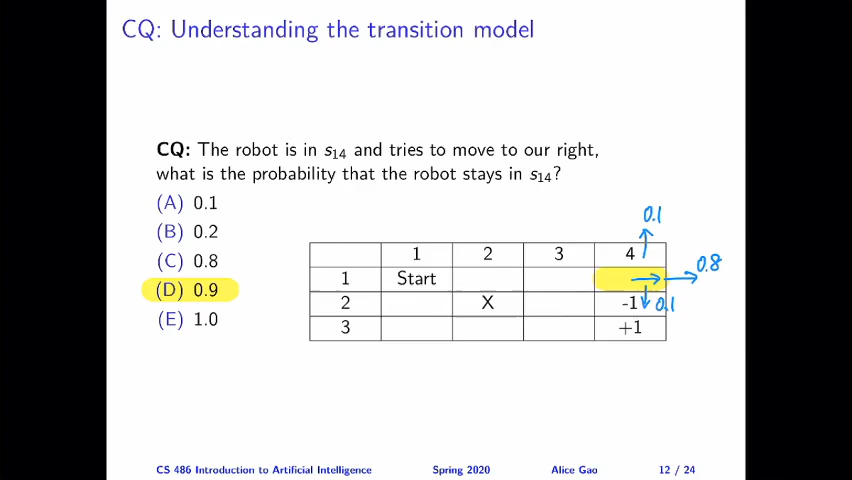 CQ: Understanding the transition model
CQ: The robot is in s14 and tries to move to our right,
what is the probability that the robot stays in s14?
(A) 0.1
(B) 0.2
(C) 0.8
(D) 0.9
(E) 1.0
0.1
1 2 3 4
0.8
1 Start
2 X -1 0.1
3 +1
CS 486 Introduction to Artificial Intelligence Spring 2020 Alice Gao 12 / 24